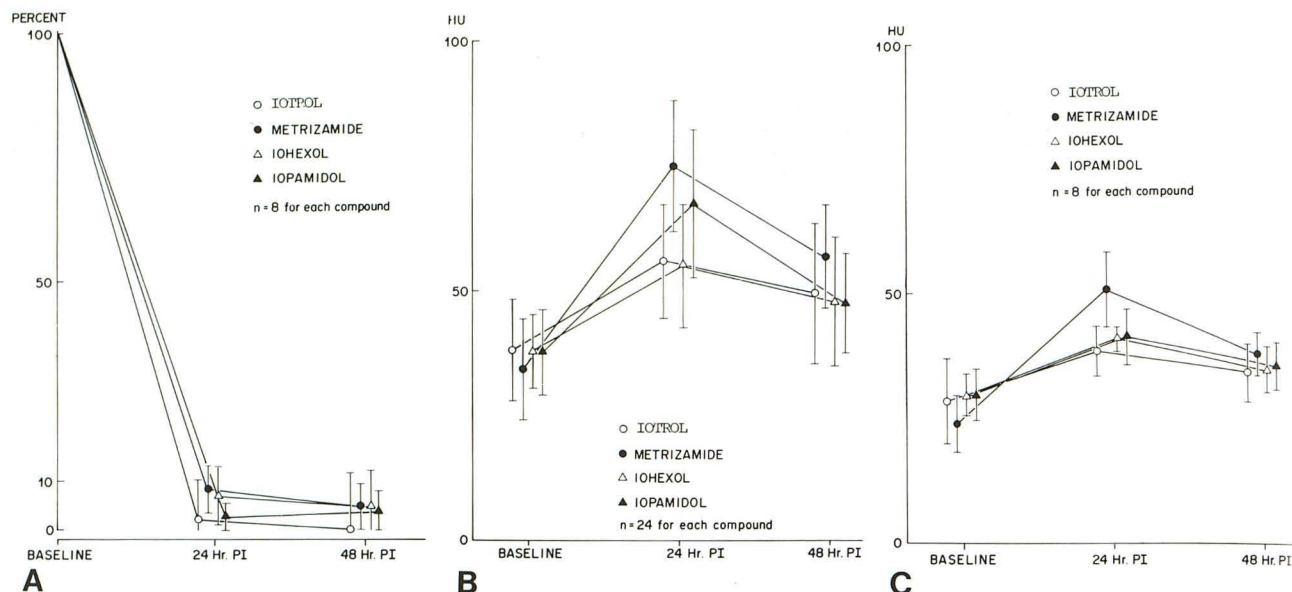 PERCENT
100
50
10
0
○ IOTROL
● METRIZAMIDE
△ IOHEXOL
▲ IOPAMIDOL
n = 8 for each compound
BASELINE 24 Hr. PI 48 Hr. PI
A
HU
100
50
0
○ IOTROL
● METRIZAMIDE
△ IOHEXOL
▲ IOPAMIDOL
n = 24 for each compound
BASELINE 24 Hr. PI 48 Hr. PI
B
HU
100
50
0
○ IOTROL
● METRIZAMIDE
△ IOHEXOL
▲ IOPAMIDOL
n = 8 for each compound
BASELINE 24 Hr. PI 48 Hr. PI
C